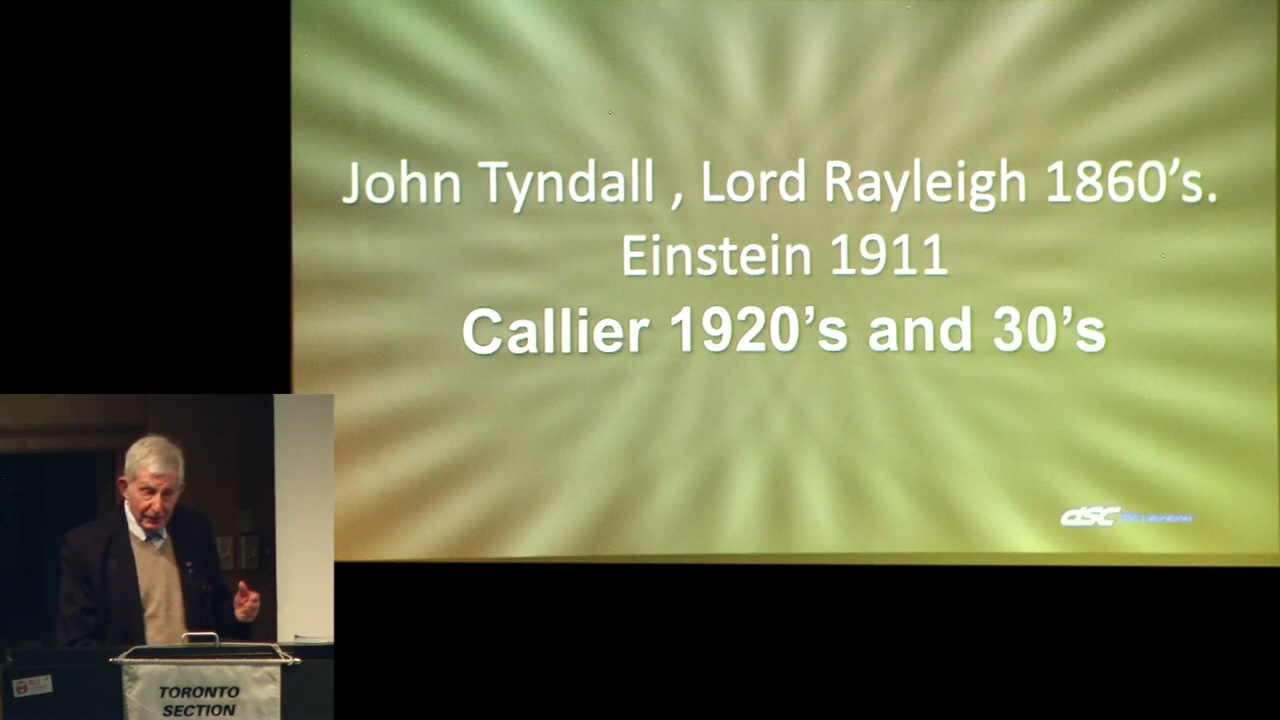 John Tyndall , Lord Rayleigh 1860’s.
Einstein 1911
Callier 1920’s and 30’s
dsc
TORONTO
SECTION